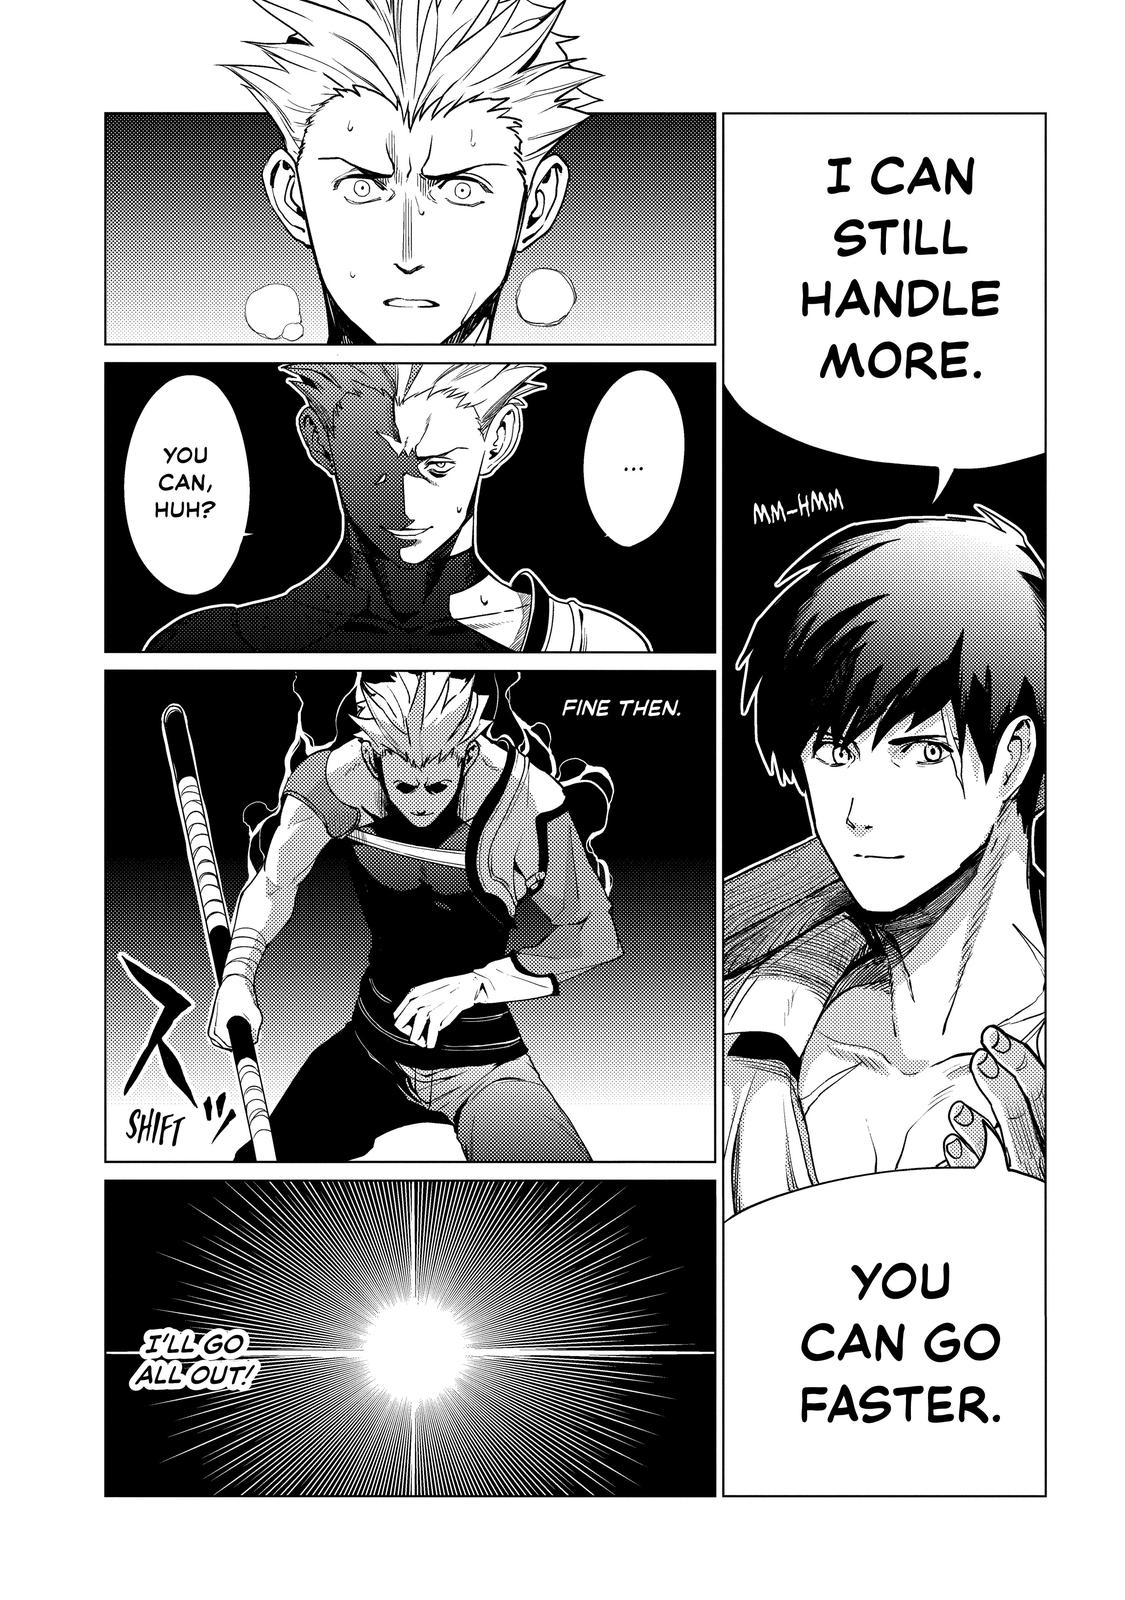 I CAN
STILL
HANDLE
MORE.
MM-HMM
YOU
CAN GO
FASTER.
...
YOU
CAN,
HUH?
FINE THEN.
スッ
SHIFT
I'LL GO
ALL OUT!